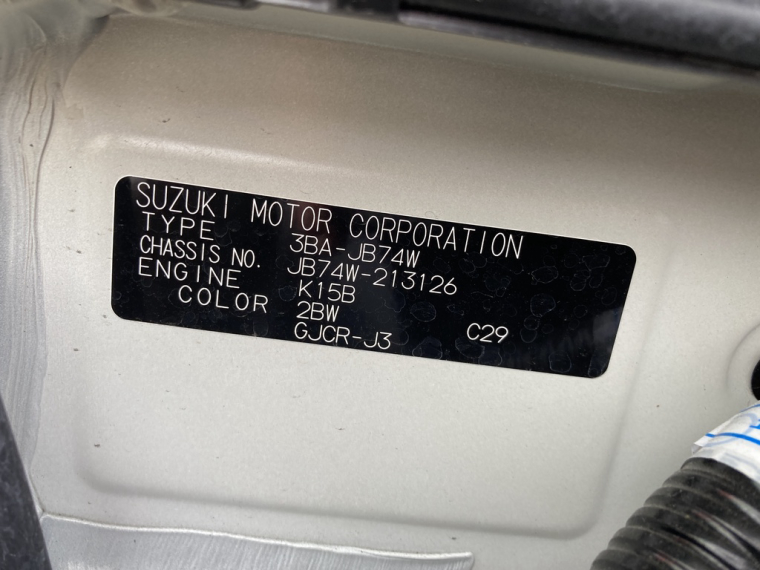 SUZUKI MOTOR CORPORATION
TYPE 3BA-JB74W
CHASSIS NO. JB74W-213126
ENGINE K15B
COLOR 2BW
GJCR-J3 C29